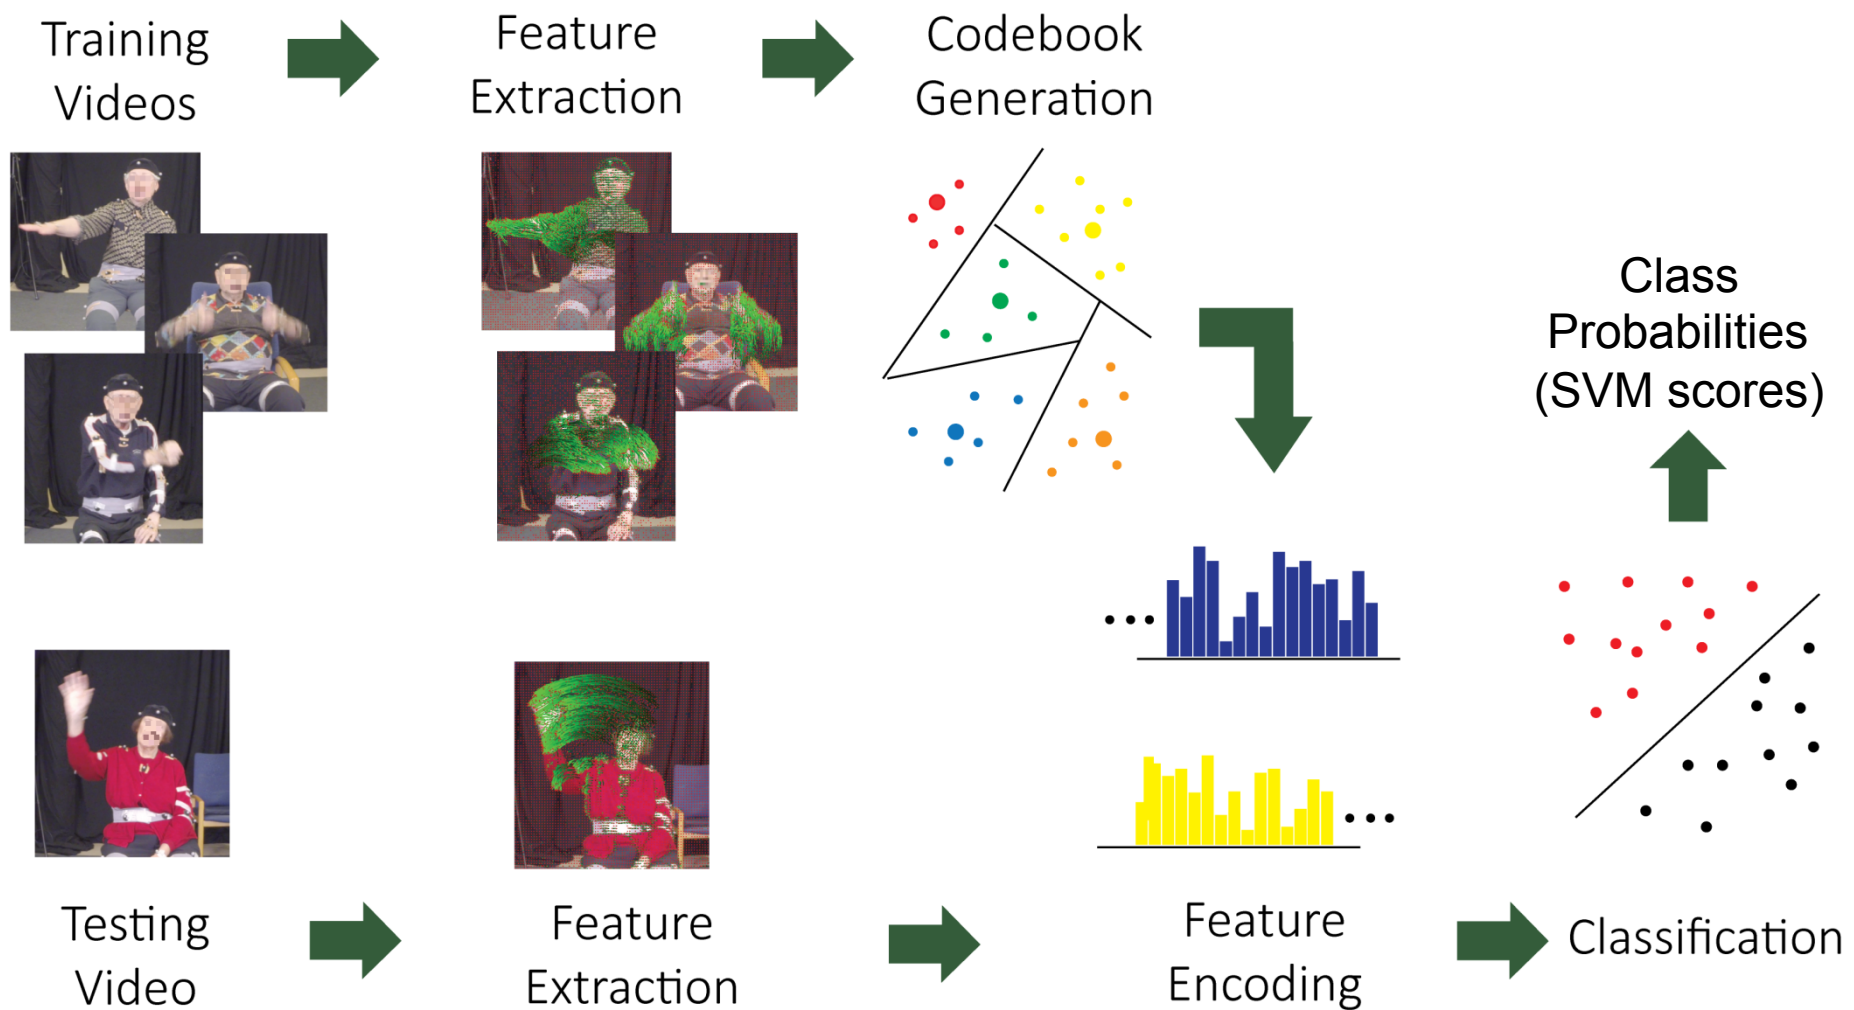 Training
Videos
Feature
Extraction
Codebook
Generation
Class
Probabilities
(SVM scores)
Testing
Video
Feature
Extraction
Feature
Encoding
Classification